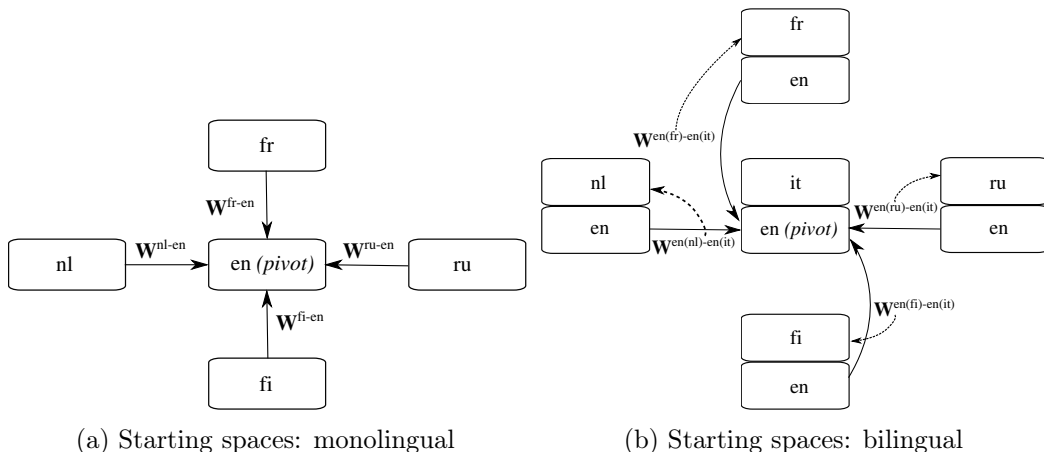 fr
W^fr-en
nl
W^nl-en
en (pivot)
W^ru-en
ru
W^fi-en
fi
(a) Starting spaces: monolingual
fr
en
W^en(fr)-en(it)
nl
en
W^en(nl)-en(it)
it
en (pivot)
W^en(ru)-en(it)
ru
en
W^en(fi)-en(it)
fi
en
(b) Starting spaces: bilingual